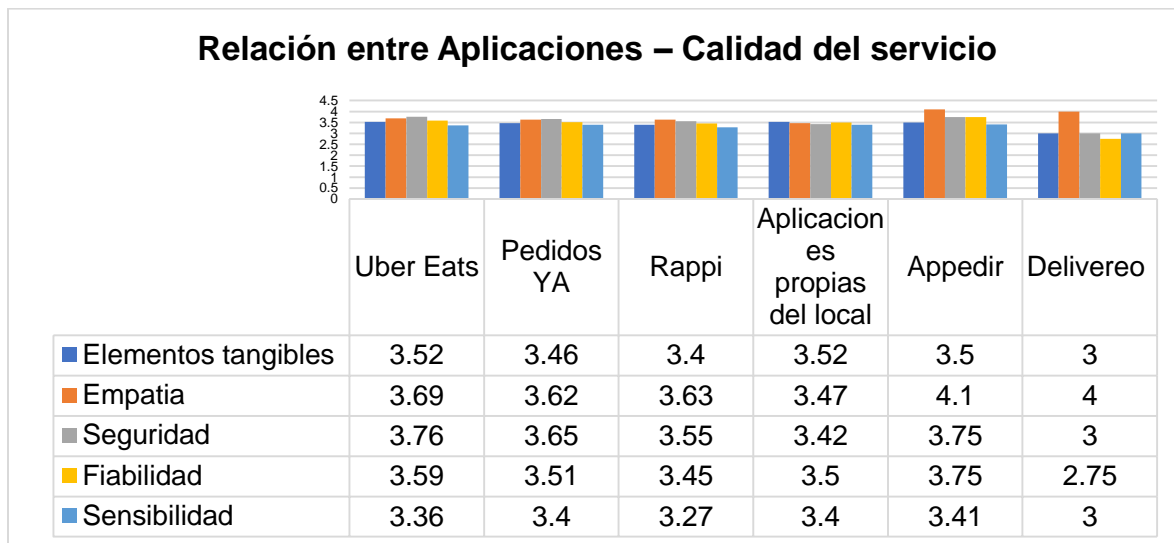 Relación entre Aplicaciones – Calidad del servicio
4.5
4
3.5
3
2.5
2
1.5
1
0.5
0
Uber Eats
Pedidos
YA
Rappi
Aplicacion
es
propias
del local
Appedir
Delivereo
Elementos tangibles 3.52 3.46 3.4 3.52 3.5 3
Empatia 3.69 3.62 3.63 3.47 4.1 4
Seguridad 3.76 3.65 3.55 3.42 3.75 3
Fiabilidad 3.59 3.51 3.45 3.5 3.75 2.75
Sensibilidad 3.36 3.4 3.27 3.4 3.41 3